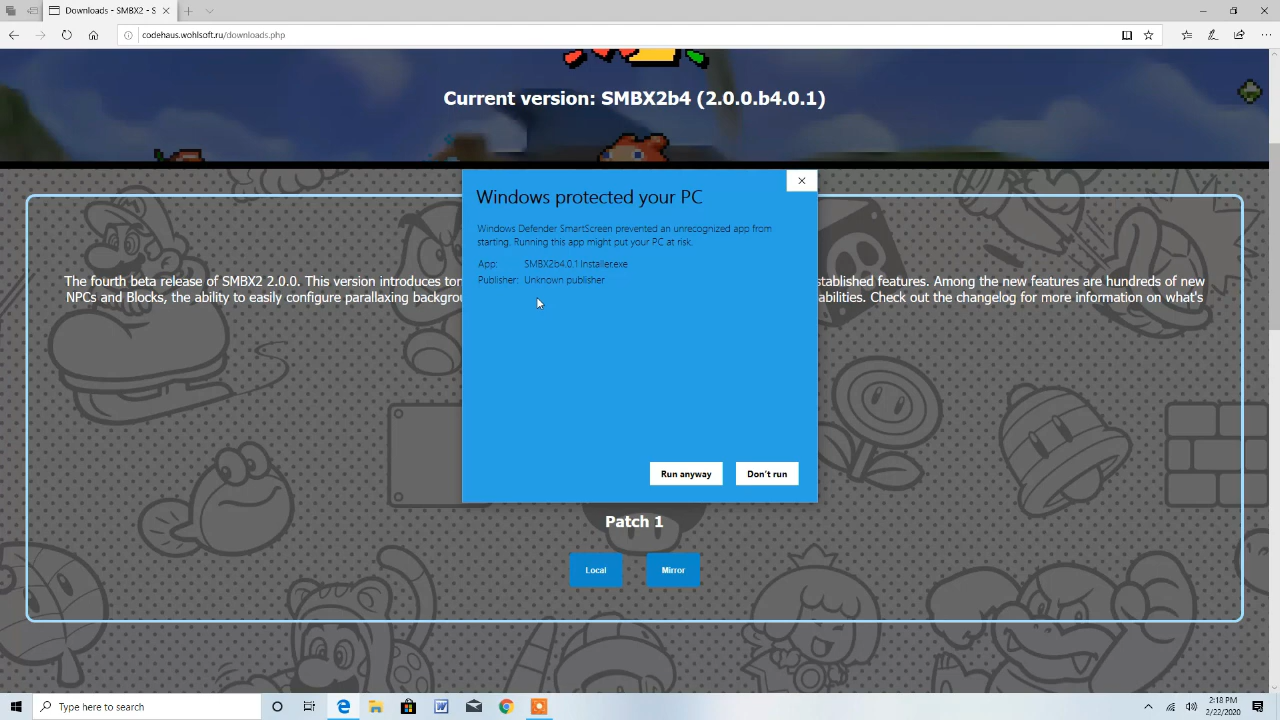 Downloads - SMBX2 - S
codehaus.wohlsoft.ru/downloads.php
Current version: SMBX2b4 (2.0.0.b4.0.1)
Windows protected your PC
Windows Defender SmartScreen prevented an unrecognized app from
starting. Running this app might put your PC at risk.
App: SMBX2b4.0.1Installer.exe
Publisher: Unknown publisher
Run anyway Don't run
The fourth beta release of SMBX2 2.0.0. This version introduces ton stablished features. Among the new features are hundreds of new
NPCs and Blocks, the ability to easily configure parallaxing backgrou abilities. Check out the changelog for more information on what's
Patch 1
Local Mirror
Type here to search
2:18 PM
2/22/2020